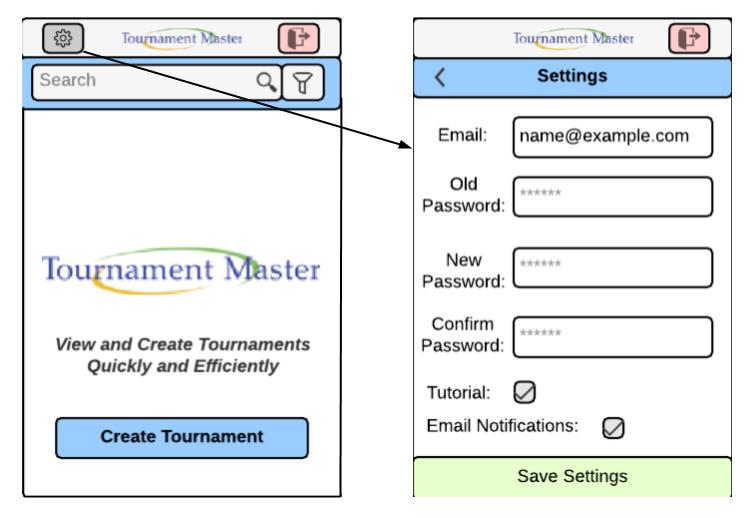 Tournament Master
Search
Tournament Master
View and Create Tournaments
Quickly and Efficiently
Create Tournament
Tournament Master
Settings
Email:
name@example.com
Old
Password:
******
New
Password:
******
Confirm
Password:
******
Tutorial:
Email Notifications:
Save Settings